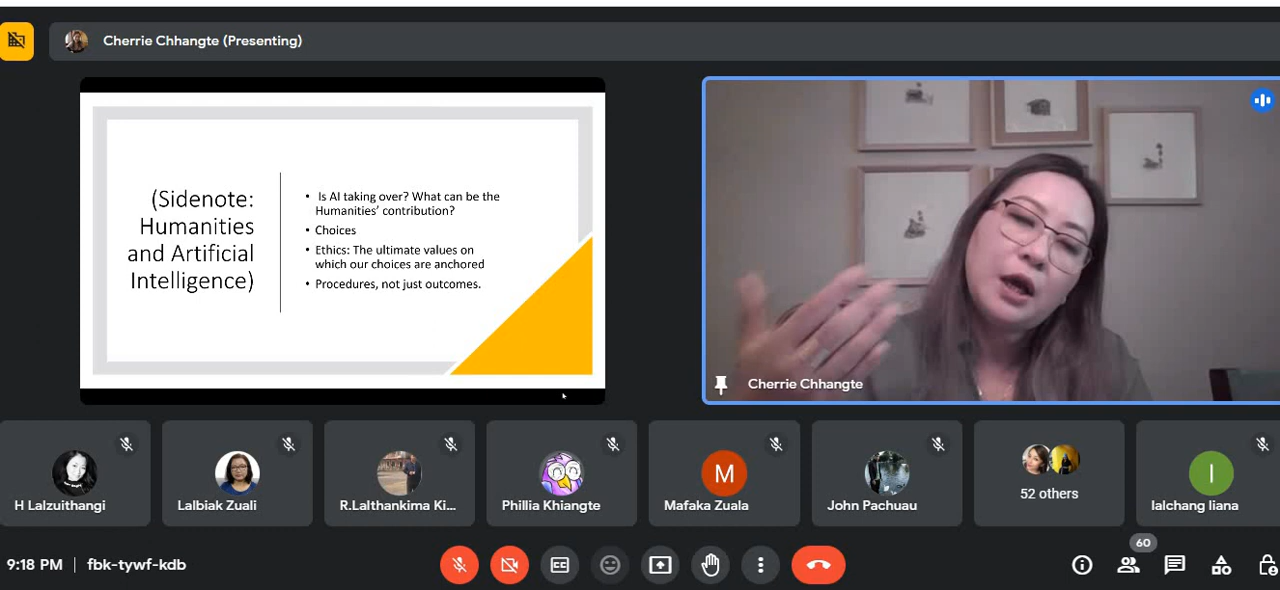 Cherrie Chhangte (Presenting)
(Sidenote:
Humanities
and Artificial
Intelligence)
• Is AI taking over? What can be the
Humanities' contribution?
• Choices
• Ethics: The ultimate values on
which our choices are anchored
• Procedures, not just outcomes.
Cherrie Chhangte
H Lalzuithangi
Lalbiak Zuali
R.Lalthankima Ki...
Phillia Khiangte
M
Mafaka Zuala
John Pachuau
52 others
l
lalchang liana
9:18 PM | fbk-tywf-kdb
CC
60